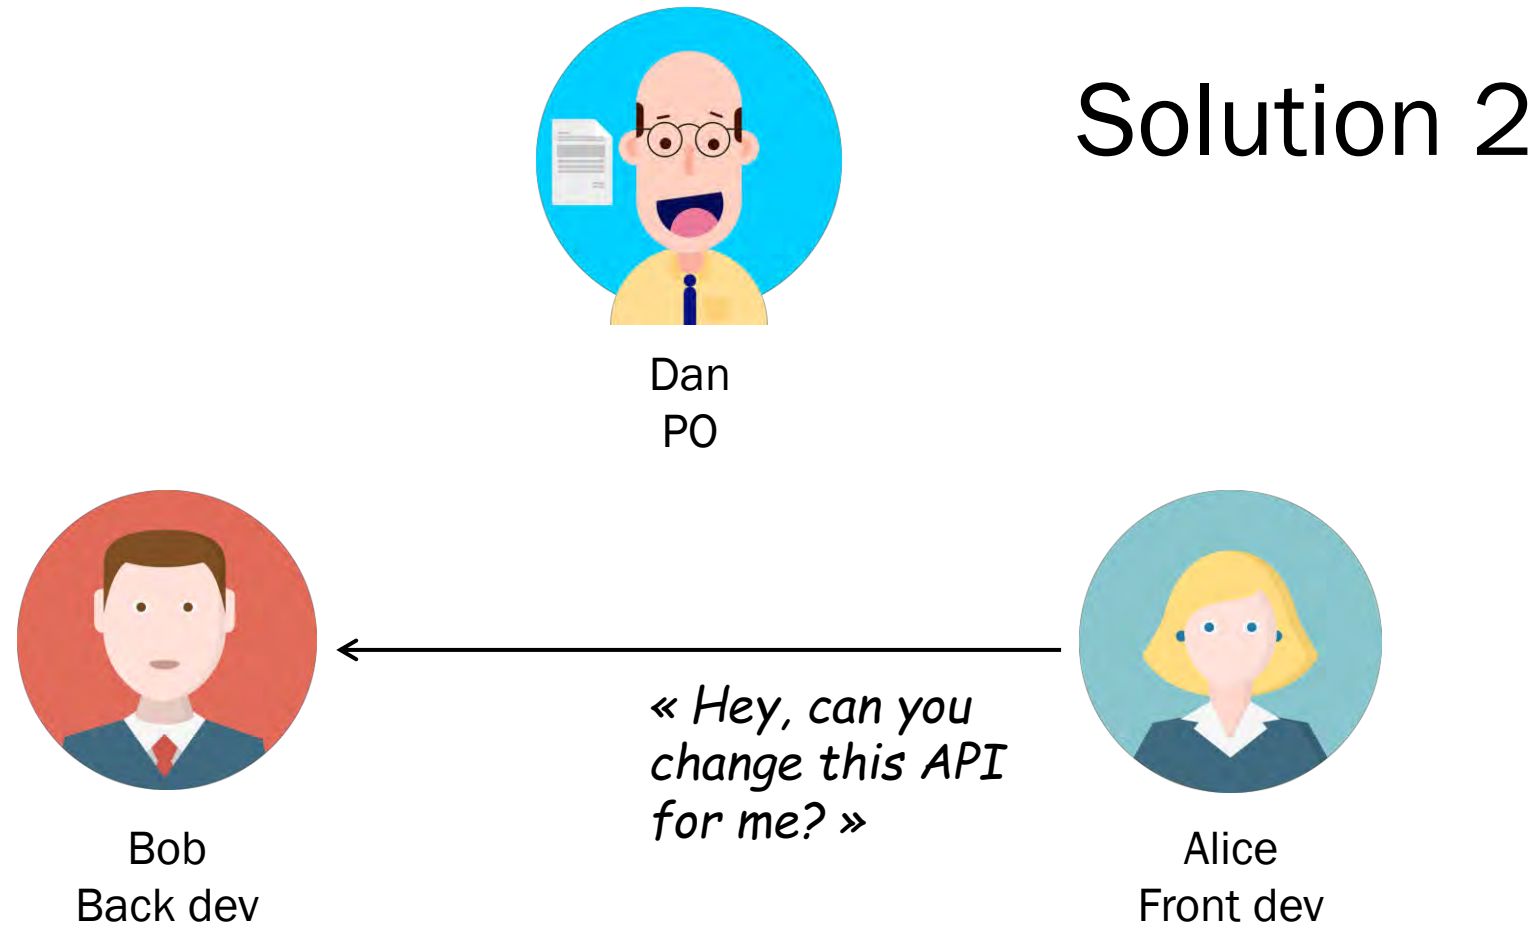 Solution 2
Dan
PO
« Hey, can you
change this API
for me? »
Bob
Back dev
Alice
Front dev